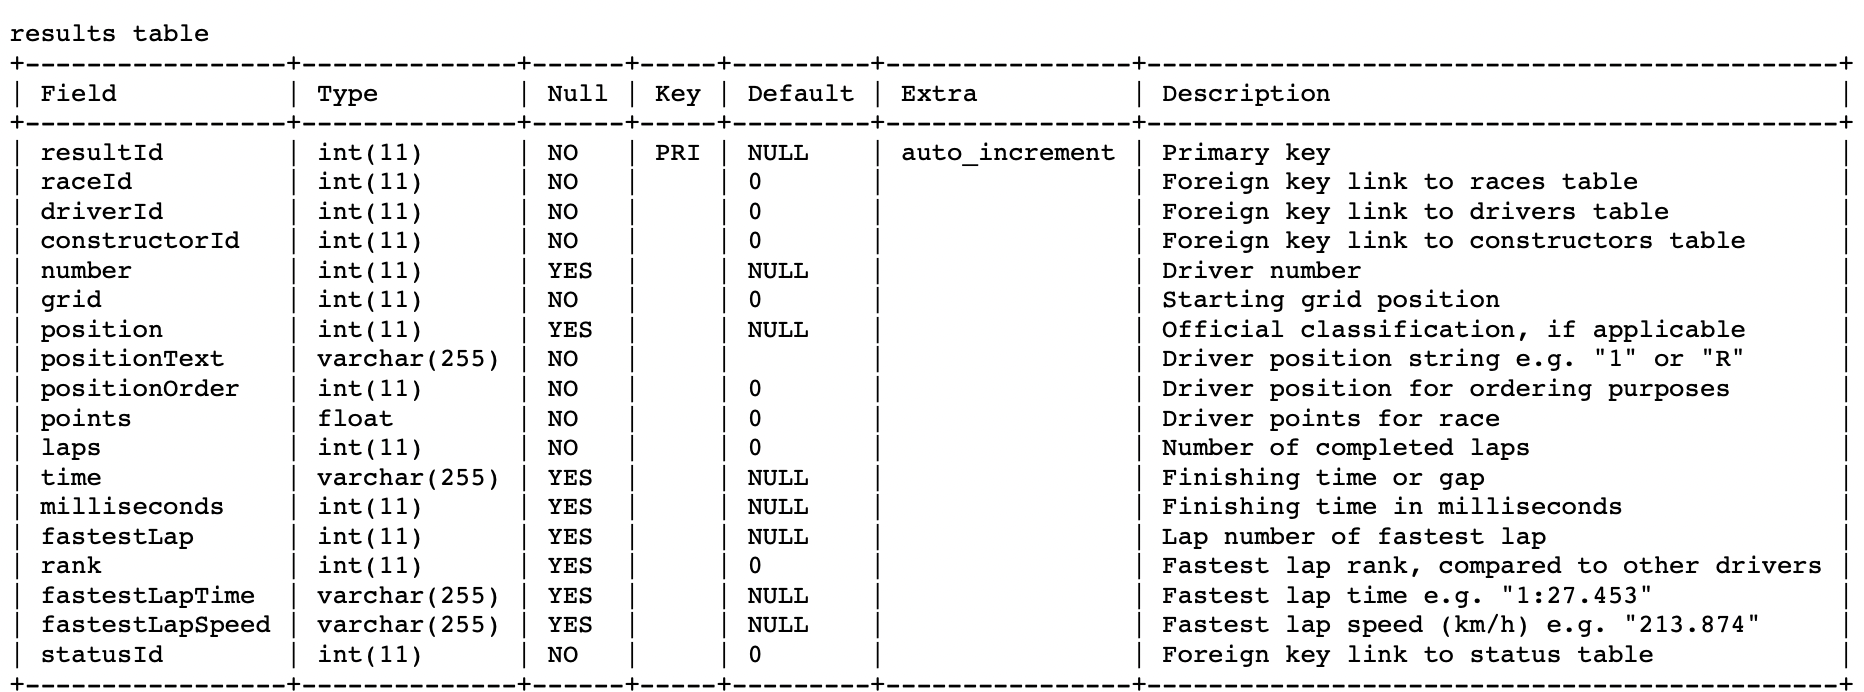 results table
+-----------------+--------------+------+-----+---------+----------------+---------------------------------------------+
| Field           | Type         | Null | Key | Default | Extra          | Description                                 |
+-----------------+--------------+------+-----+---------+----------------+---------------------------------------------+
| resultId        | int(11)      | NO   | PRI | NULL    | auto_increment | Primary key                                 |
| raceId          | int(11)      | NO   |     | 0       |                | Foreign key link to races table             |
| driverId        | int(11)      | NO   |     | 0       |                | Foreign key link to drivers table           |
| constructorId   | int(11)      | NO   |     | 0       |                | Foreign key link to constructors table      |
| number          | int(11)      | YES  |     | NULL    |                | Driver number                               |
| grid            | int(11)      | NO   |     | 0       |                | Starting grid position                      |
| position        | int(11)      | YES  |     | NULL    |                | Official classification, if applicable      |
| positionText    | varchar(255) | NO   |     |         |                | Driver position string e.g. "1" or "R"      |
| positionOrder   | int(11)      | NO   |     | 0       |                | Driver position for ordering purposes       |
| points          | float        | NO   |     | 0       |                | Driver points for race                      |
| laps            | int(11)      | NO   |     | 0       |                | Number of completed laps                    |
| time            | varchar(255) | YES  |     | NULL    |                | Finishing time or gap                       |
| milliseconds    | int(11)      | YES  |     | NULL    |                | Finishing time in milliseconds              |
| fastestLap      | int(11)      | YES  |     | NULL    |                | Lap number of fastest lap                   |
| rank            | int(11)      | YES  |     | 0       |                | Fastest lap rank, compared to other drivers |
| fastestLapTime  | varchar(255) | YES  |     | NULL    |                | Fastest lap time e.g. "1:27.453"            |
| fastestLapSpeed | varchar(255) | YES  |     | NULL    |                | Fastest lap speed (km/h) e.g. "213.874"     |
| statusId        | int(11)      | NO   |     | 0       |                | Foreign key link to status table            |
+-----------------+--------------+------+-----+---------+----------------+---------------------------------------------+